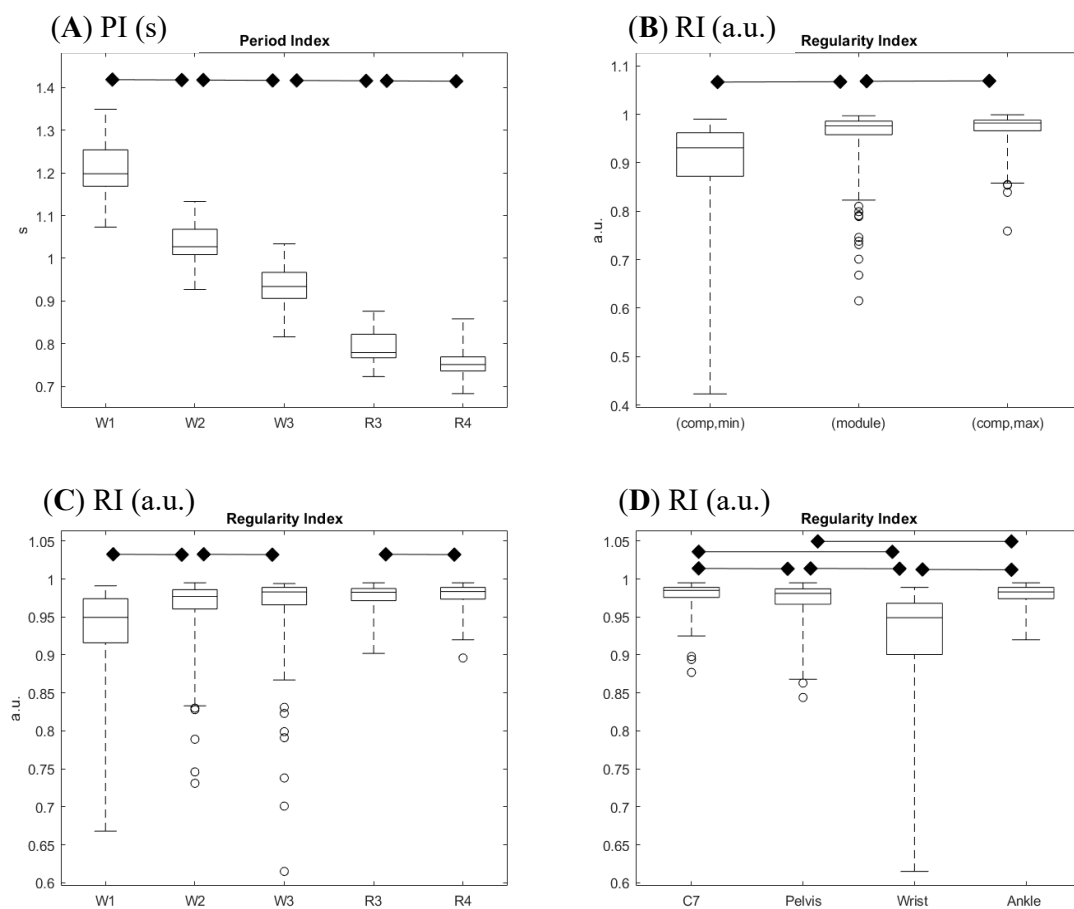 (A) PI (s)
Period Index
1.4
1.3
1.2
1.1
1
0.9
0.8
0.7
s
W1 W2 W3 R3 R4
(B) RI (a.u.)
Regularity Index
1.1
1
0.9
0.8
0.7
0.6
0.5
0.4
a.u.
(comp,min) (module) (comp,max)
(C) RI (a.u.)
Regularity Index
1.05
1
0.95
0.9
0.85
0.8
0.75
0.7
0.65
0.6
a.u.
W1 W2 W3 R3 R4
(D) RI (a.u.)
Regularity Index
1.05
1
0.95
0.9
0.85
0.8
0.75
0.7
0.65
0.6
C7 Pelvis Wrist Ankle